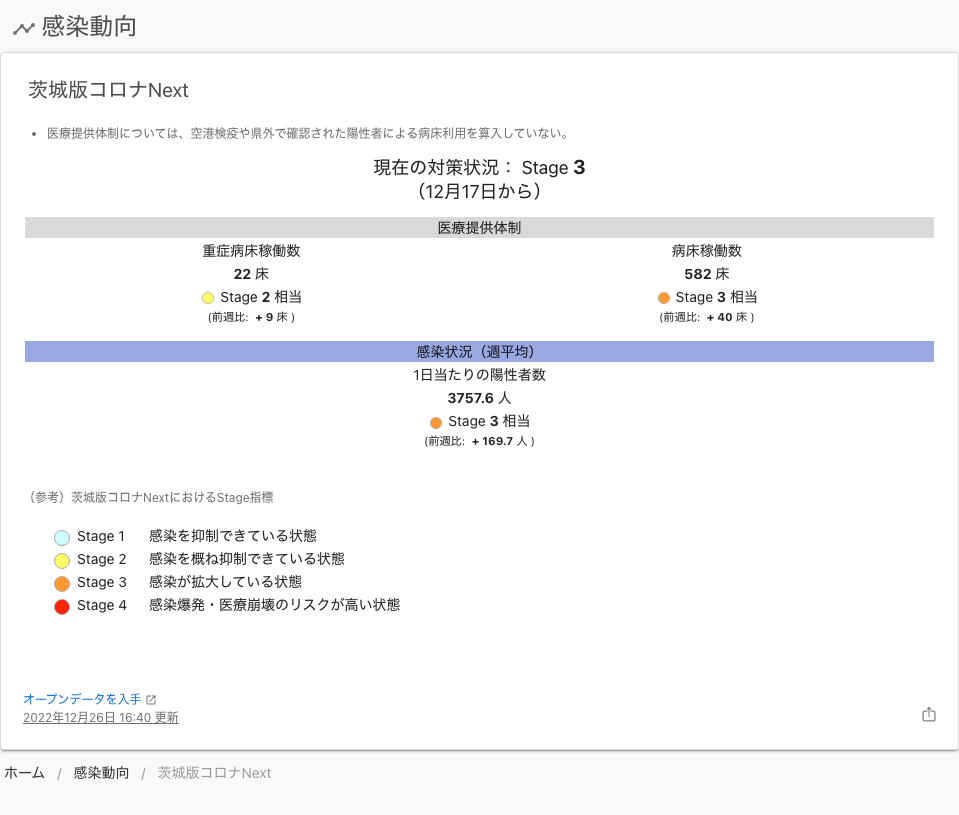 感染動向
茨城版コロナNext
• 医療提供体制については、空港検疫や県外で確認された陽性者による病床利用を算入していない。
現在の対策状況： Stage 3
（12月17日から）
医療提供体制
重症病床稼働数 病床稼働数
22 床 582 床
Stage 2 相当 Stage 3 相当
(前週比: + 9 床 ) (前週比: + 40 床 )
感染状況（週平均）
1日当たりの陽性者数
3757.6 人
Stage 3 相当
(前週比: + 169.7 人 )
（参考）茨城版コロナNextにおけるStage指標
Stage 1 感染を抑制できている状態
Stage 2 感染を概ね抑制できている状態
Stage 3 感染が拡大している状態
Stage 4 感染爆発・医療崩壊のリスクが高い状態
オープンデータを入手
2022年12月26日 16:40 更新
ホーム / 感染動向 / 茨城版コロナNext